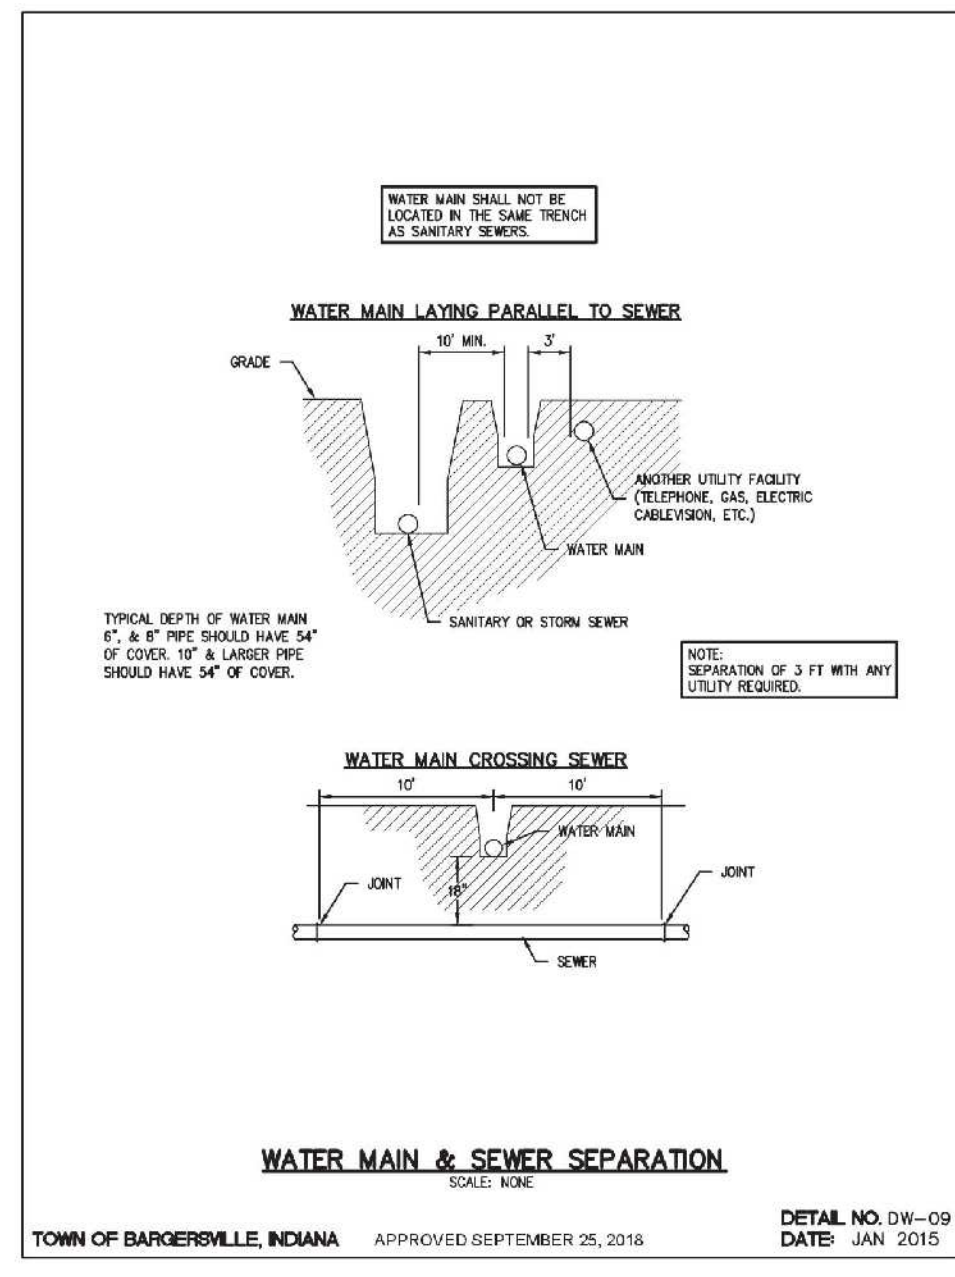 WATER MAIN SHALL NOT BE
LOCATED IN THE SAME TRENCH
AS SANITARY SEWERS.
WATER MAIN LAYING PARALLEL TO SEWER
10' MIN.
3'
GRADE
ANOTHER UTILITY FACILITY
(TELEPHONE, GAS, ELECTRIC
CABLEVISION, ETC.)
WATER MAIN
SANITARY OR STORM SEWER
TYPICAL DEPTH OF WATER MAIN
6", & 8" PIPE SHOULD HAVE 54"
OF COVER. 10" & LARGER PIPE
SHOULD HAVE 54" OF COVER.
NOTE:
SEPARATION OF 3 FT WITH ANY
UTILITY REQUIRED.
WATER MAIN CROSSING SEWER
10'
10'
WATER MAIN
JOINT
18"
JOINT
SEWER
WATER MAIN & SEWER SEPARATION
SCALE: NONE
TOWN OF BARGERSVILLE, INDIANA
APPROVED SEPTEMBER 25, 2018
DETAIL NO. DW-09
DATE: JAN 2015